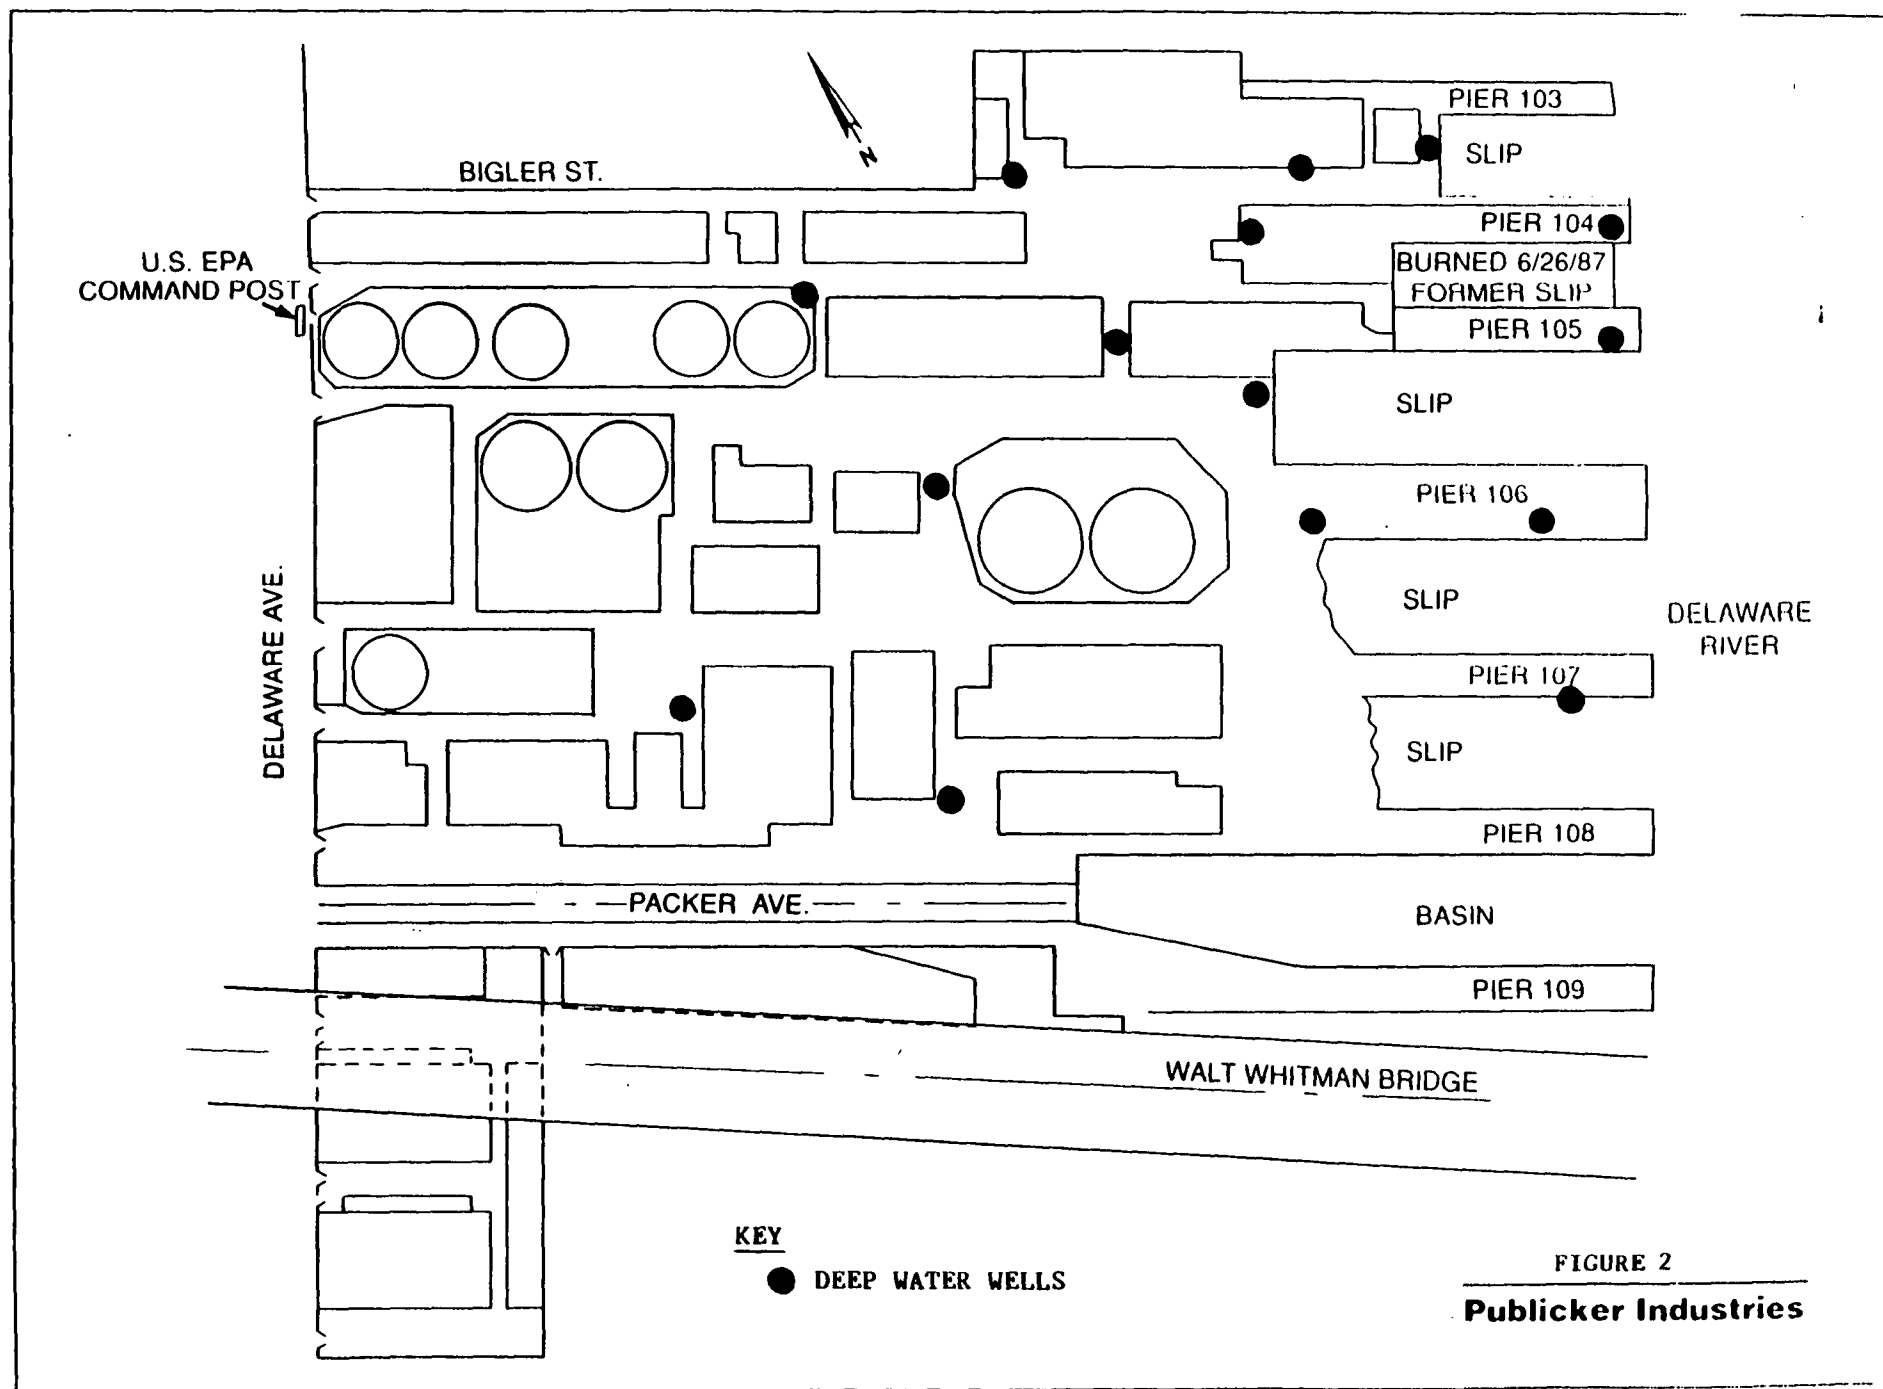 PIER 103
SLIP
BIGLER ST.
N
PIER 104
U.S. EPA
COMMAND POST
BURNED 6/26/87
FORMER SLIP
PIER 105
SLIP
PIER 106
DELAWARE AVE.
SLIP
DELAWARE
RIVER
PIER 107
SLIP
PIER 108
PACKER AVE.
BASIN
PIER 109
WALT WHITMAN BRIDGE
KEY
DEEP WATER WELLS
FIGURE 2
Publicker Industries